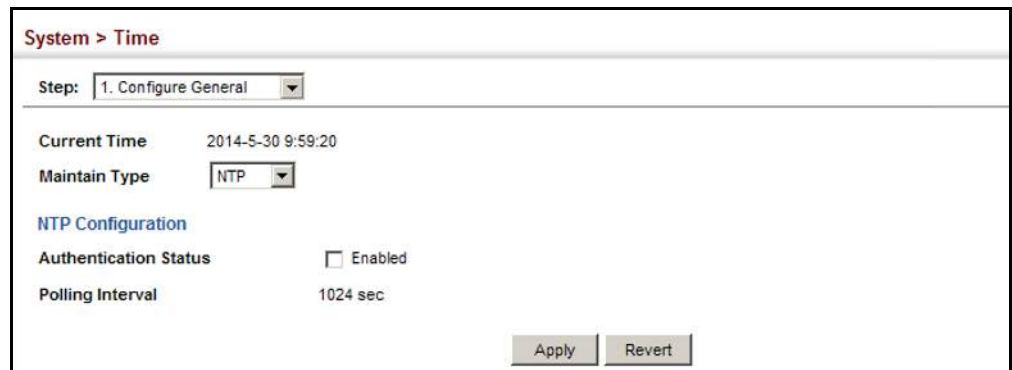 System > Time
Step: 1. Configure General
Current Time 2014-5-30 9:59:20
Maintain Type NTP
NTP Configuration
Authentication Status Enabled
Polling Interval 1024 sec
Apply Revert